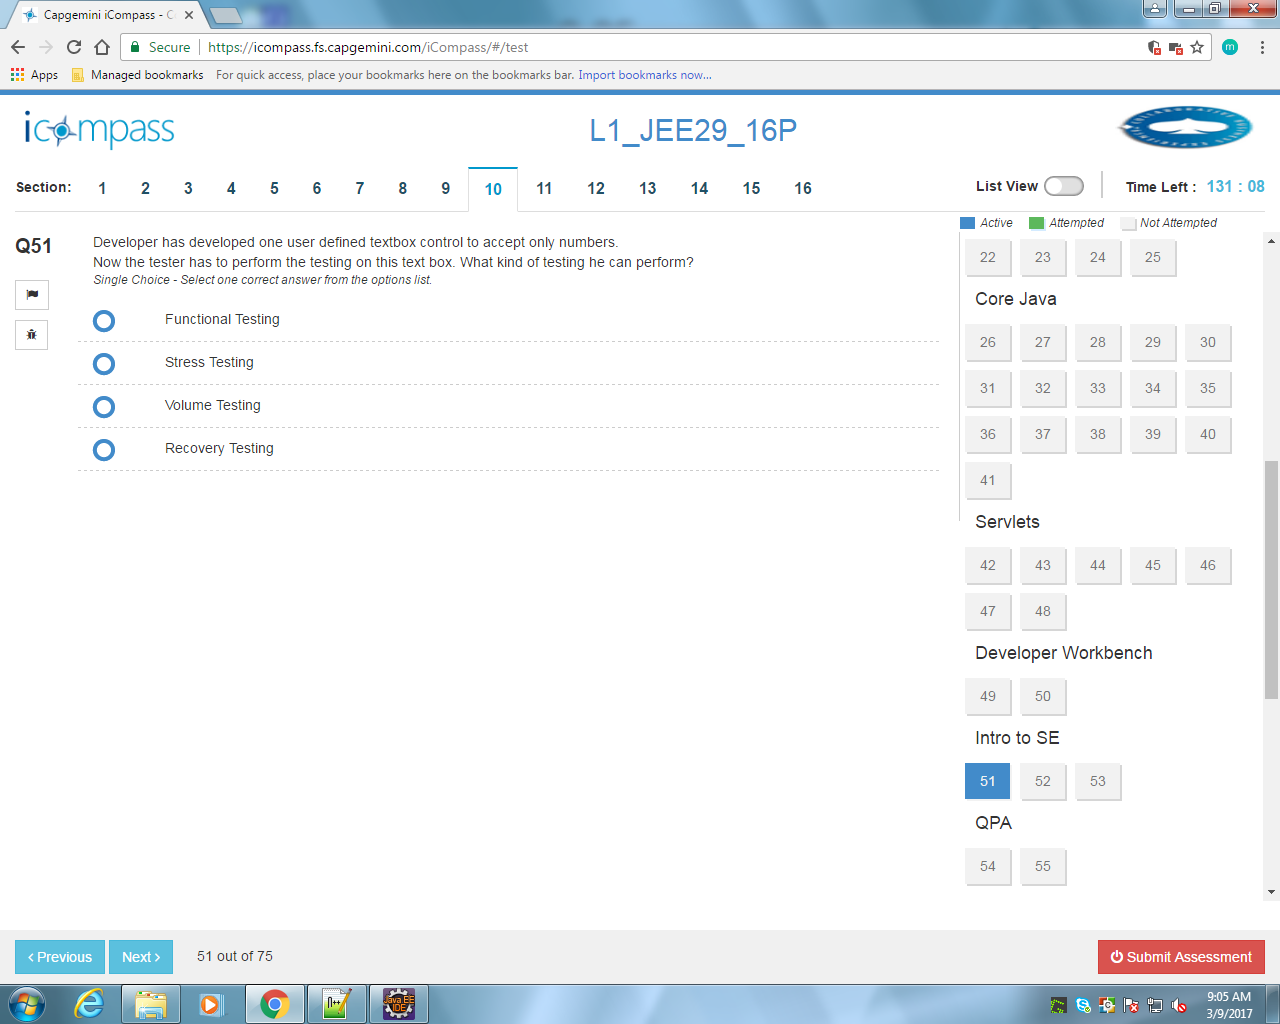 Capgemini iCompass - C
Secure
https://icompass.fs.capgemini.com/iCompass/#/test
m
Apps
Managed bookmarks
For quick access, place your bookmarks here on the bookmarks bar. Import bookmarks now...
icompass
L1_JEE29_16P
Section: 1 2 3 4 5 6 7 8 9 10 11 12 13 14 15 16
List View
Time Left : 131 : 08
Active Attempted Not Attempted
Q51
Developer has developed one user defined textbox control to accept only numbers.
Now the tester has to perform the testing on this text box. What kind of testing he can perform?
Single Choice - Select one correct answer from the options list.
Functional Testing
Stress Testing
Volume Testing
Recovery Testing
22 23 24 25
Core Java
26 27 28 29 30
31 32 33 34 35
36 37 38 39 40
41
Servlets
42 43 44 45 46
47 48
Developer Workbench
49 50
Intro to SE
51 52 53
QPA
54 55
Previous
Next
51 out of 75
Submit Assessment
N++
Java EE
IDE
9:05 AM
3/9/2017